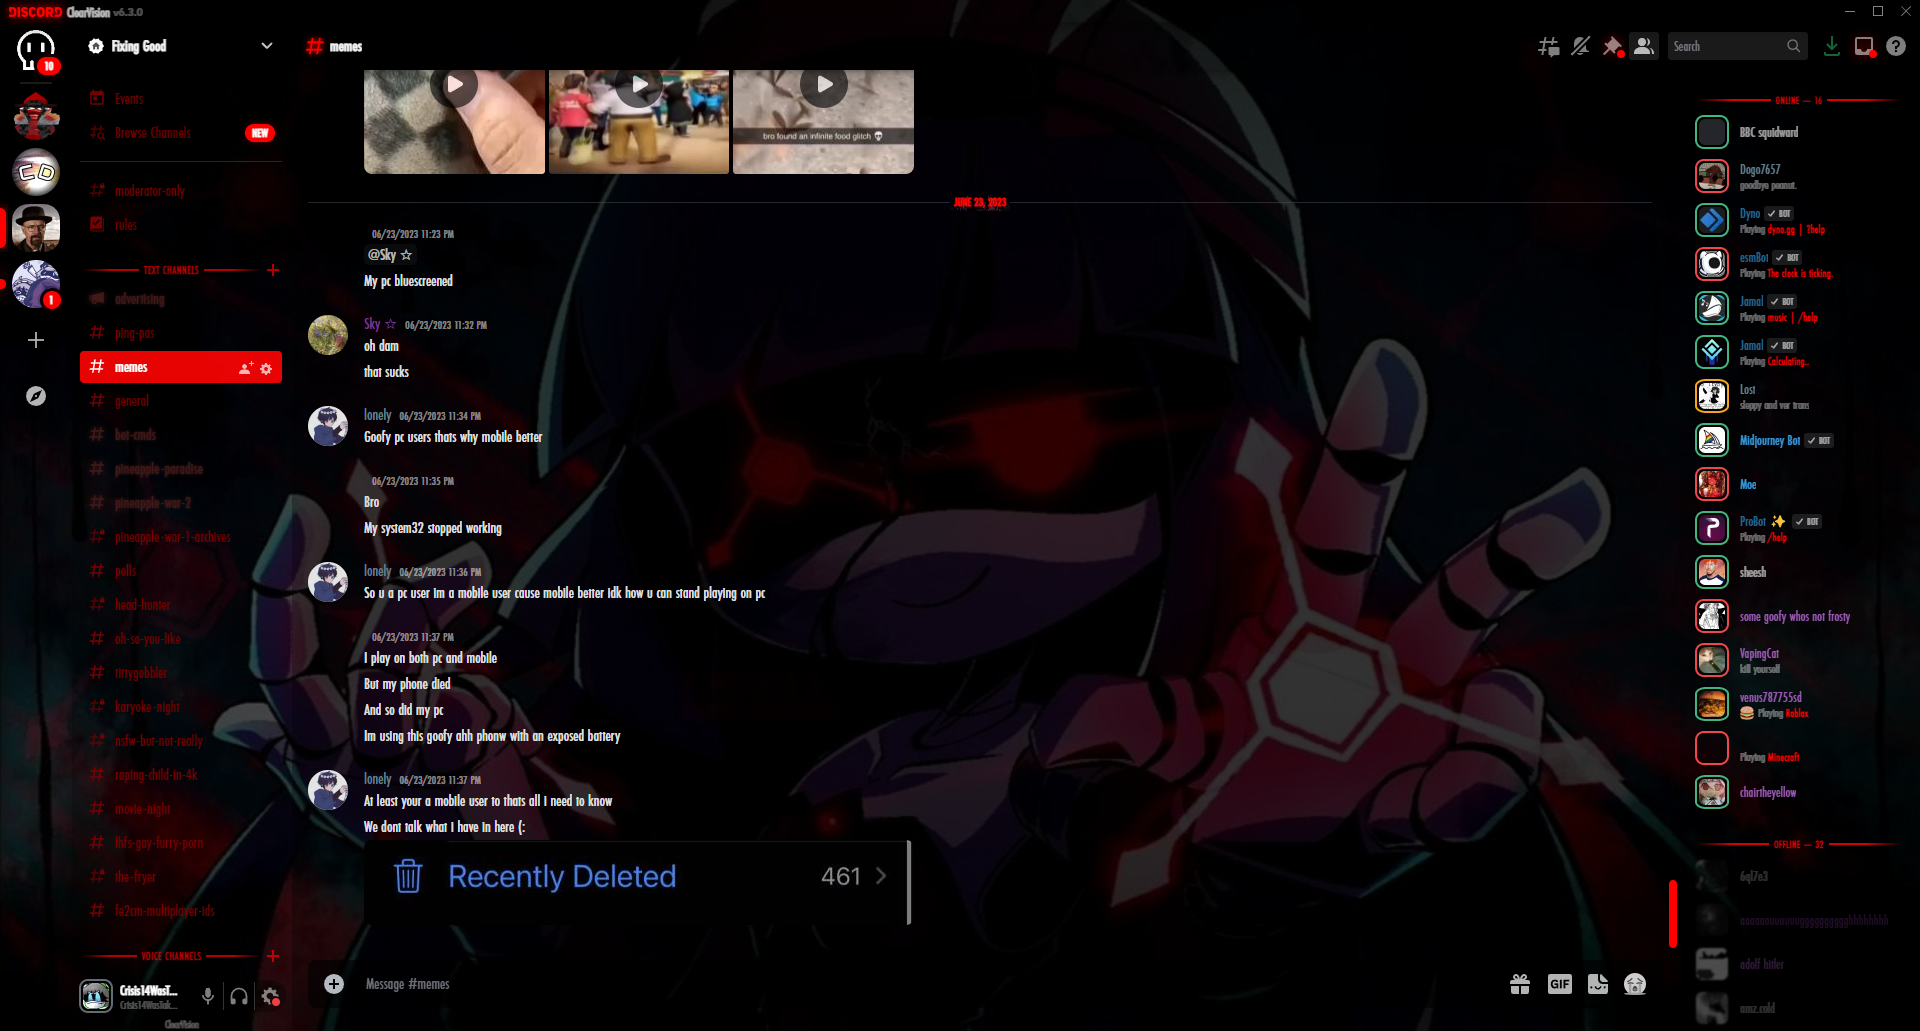 DISCORD ClearVision v6.3.0
10
Fixing Good
Events
Browse Channels NEW
moderator-only
rules
TEXT CHANNELS
advertising
ping-pas
memes
general
bot-cmds
pineapple-paradise
pineapple-war-2
pineapple-war-1-archives
polls
head-hunter
oh-so-you-like
tittygobbler
karyoke-night
nsfw-but-not-really
raping-child-in-4k
movie-night
lhfs-gay-furry-porn
the-fryer
fe2cm-multiplayer-ids
VOICE CHANNELS
Crisis14WasT...
Crisis14WasTak...
ClearVision
CD
1
memes
Search
bro found an infinite food glitch 💀
JUNE 23, 2023
06/23/2023 11:23 PM
@Sky ☆
My pc bluescreened
Sky ☆ 06/23/2023 11:32 PM
oh dam
that sucks
lonely 06/23/2023 11:34 PM
Goofy pc users thats why mobile better
06/23/2023 11:35 PM
Bro
My system32 stopped working
lonely 06/23/2023 11:36 PM
So u a pc user im a mobile user cause mobile better idk how u can stand playing on pc
06/23/2023 11:37 PM
I play on both pc and mobile
But my phone died
And so did my pc
Im using this goofy ahh phonw with an exposed battery
lonely 06/23/2023 11:37 PM
At least your a mobile user to thats all I need to know
We dont talk what I have in here (:
Recently Deleted 461
Message #memes
GIF
ONLINE — 16
BBC squidward
Dogo7657
goodbye peanut.
Dyno ✓ BOT
Playing dyno.gg | ?help
esmBot ✓ BOT
Playing The clock is ticking.
Jamal ✓ BOT
Playing music | /help
Jamal ✓ BOT
Playing Calculating..
Lost
sloppy and ver trans
Midjourney Bot ✓ BOT
Moe
ProBot ✨ ✓ BOT
Playing /help
sheesh
some goofy whos not frosty
VapingCat
kill yourself
venus787755sd
🍔 Playing Roblox
Playing Minecraft
chairtheyellow
OFFLINE — 32
6ql7e3
adolf hitler
amz.cold